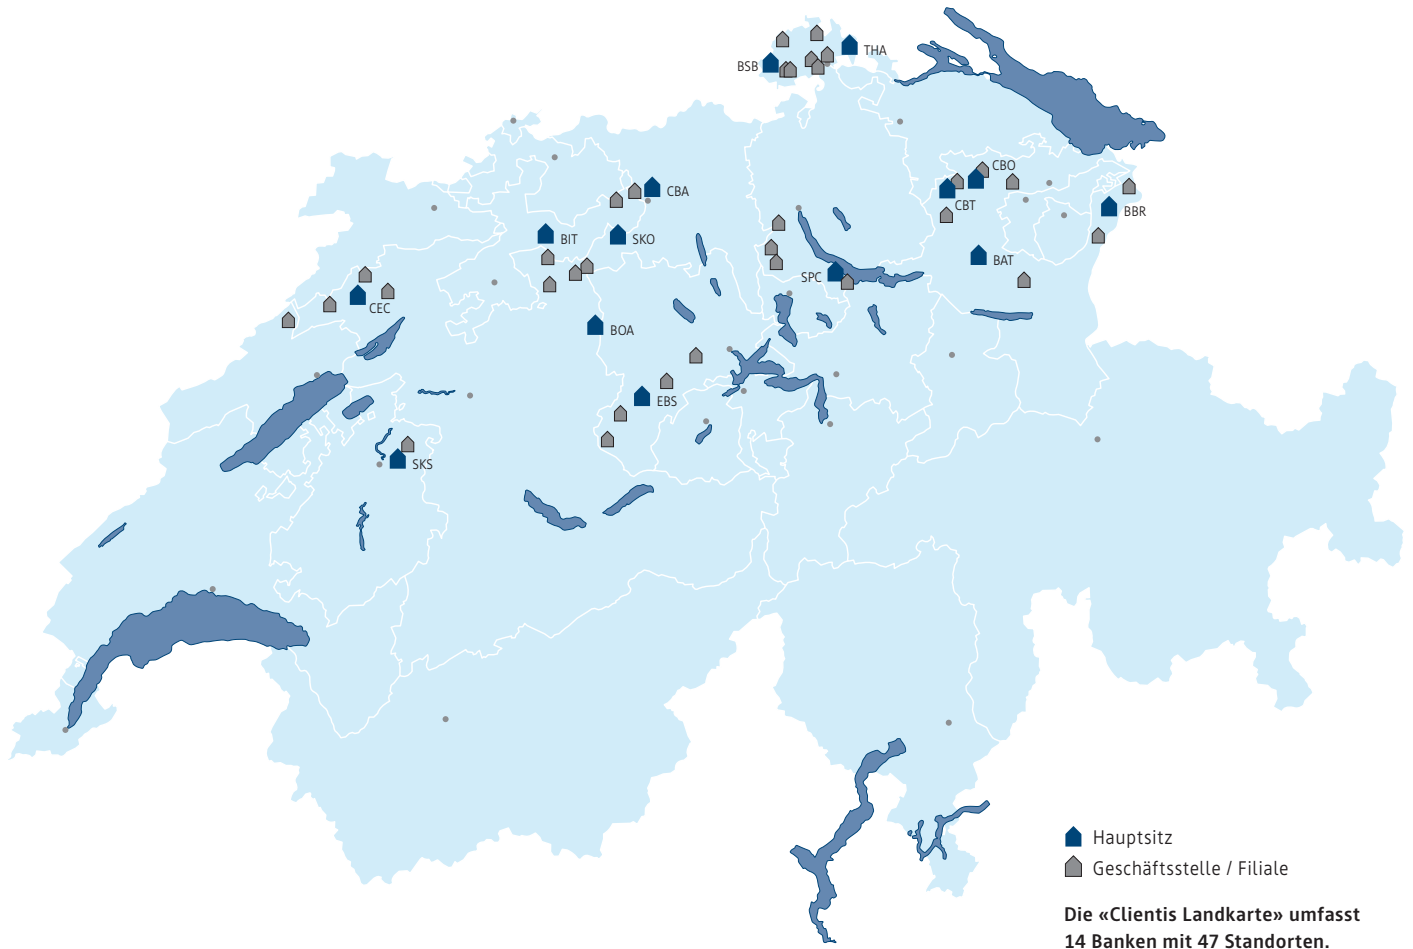 THA
BSB
CBO
CBA
CBT
BBR
BIT
SKO
BAT
SPC
CEC
BOA
EBS
SKS
Hauptsitz
Geschäftsstelle / Filiale
Die «Clientis Landkarte» umfasst
14 Banken mit 47 Standorten.